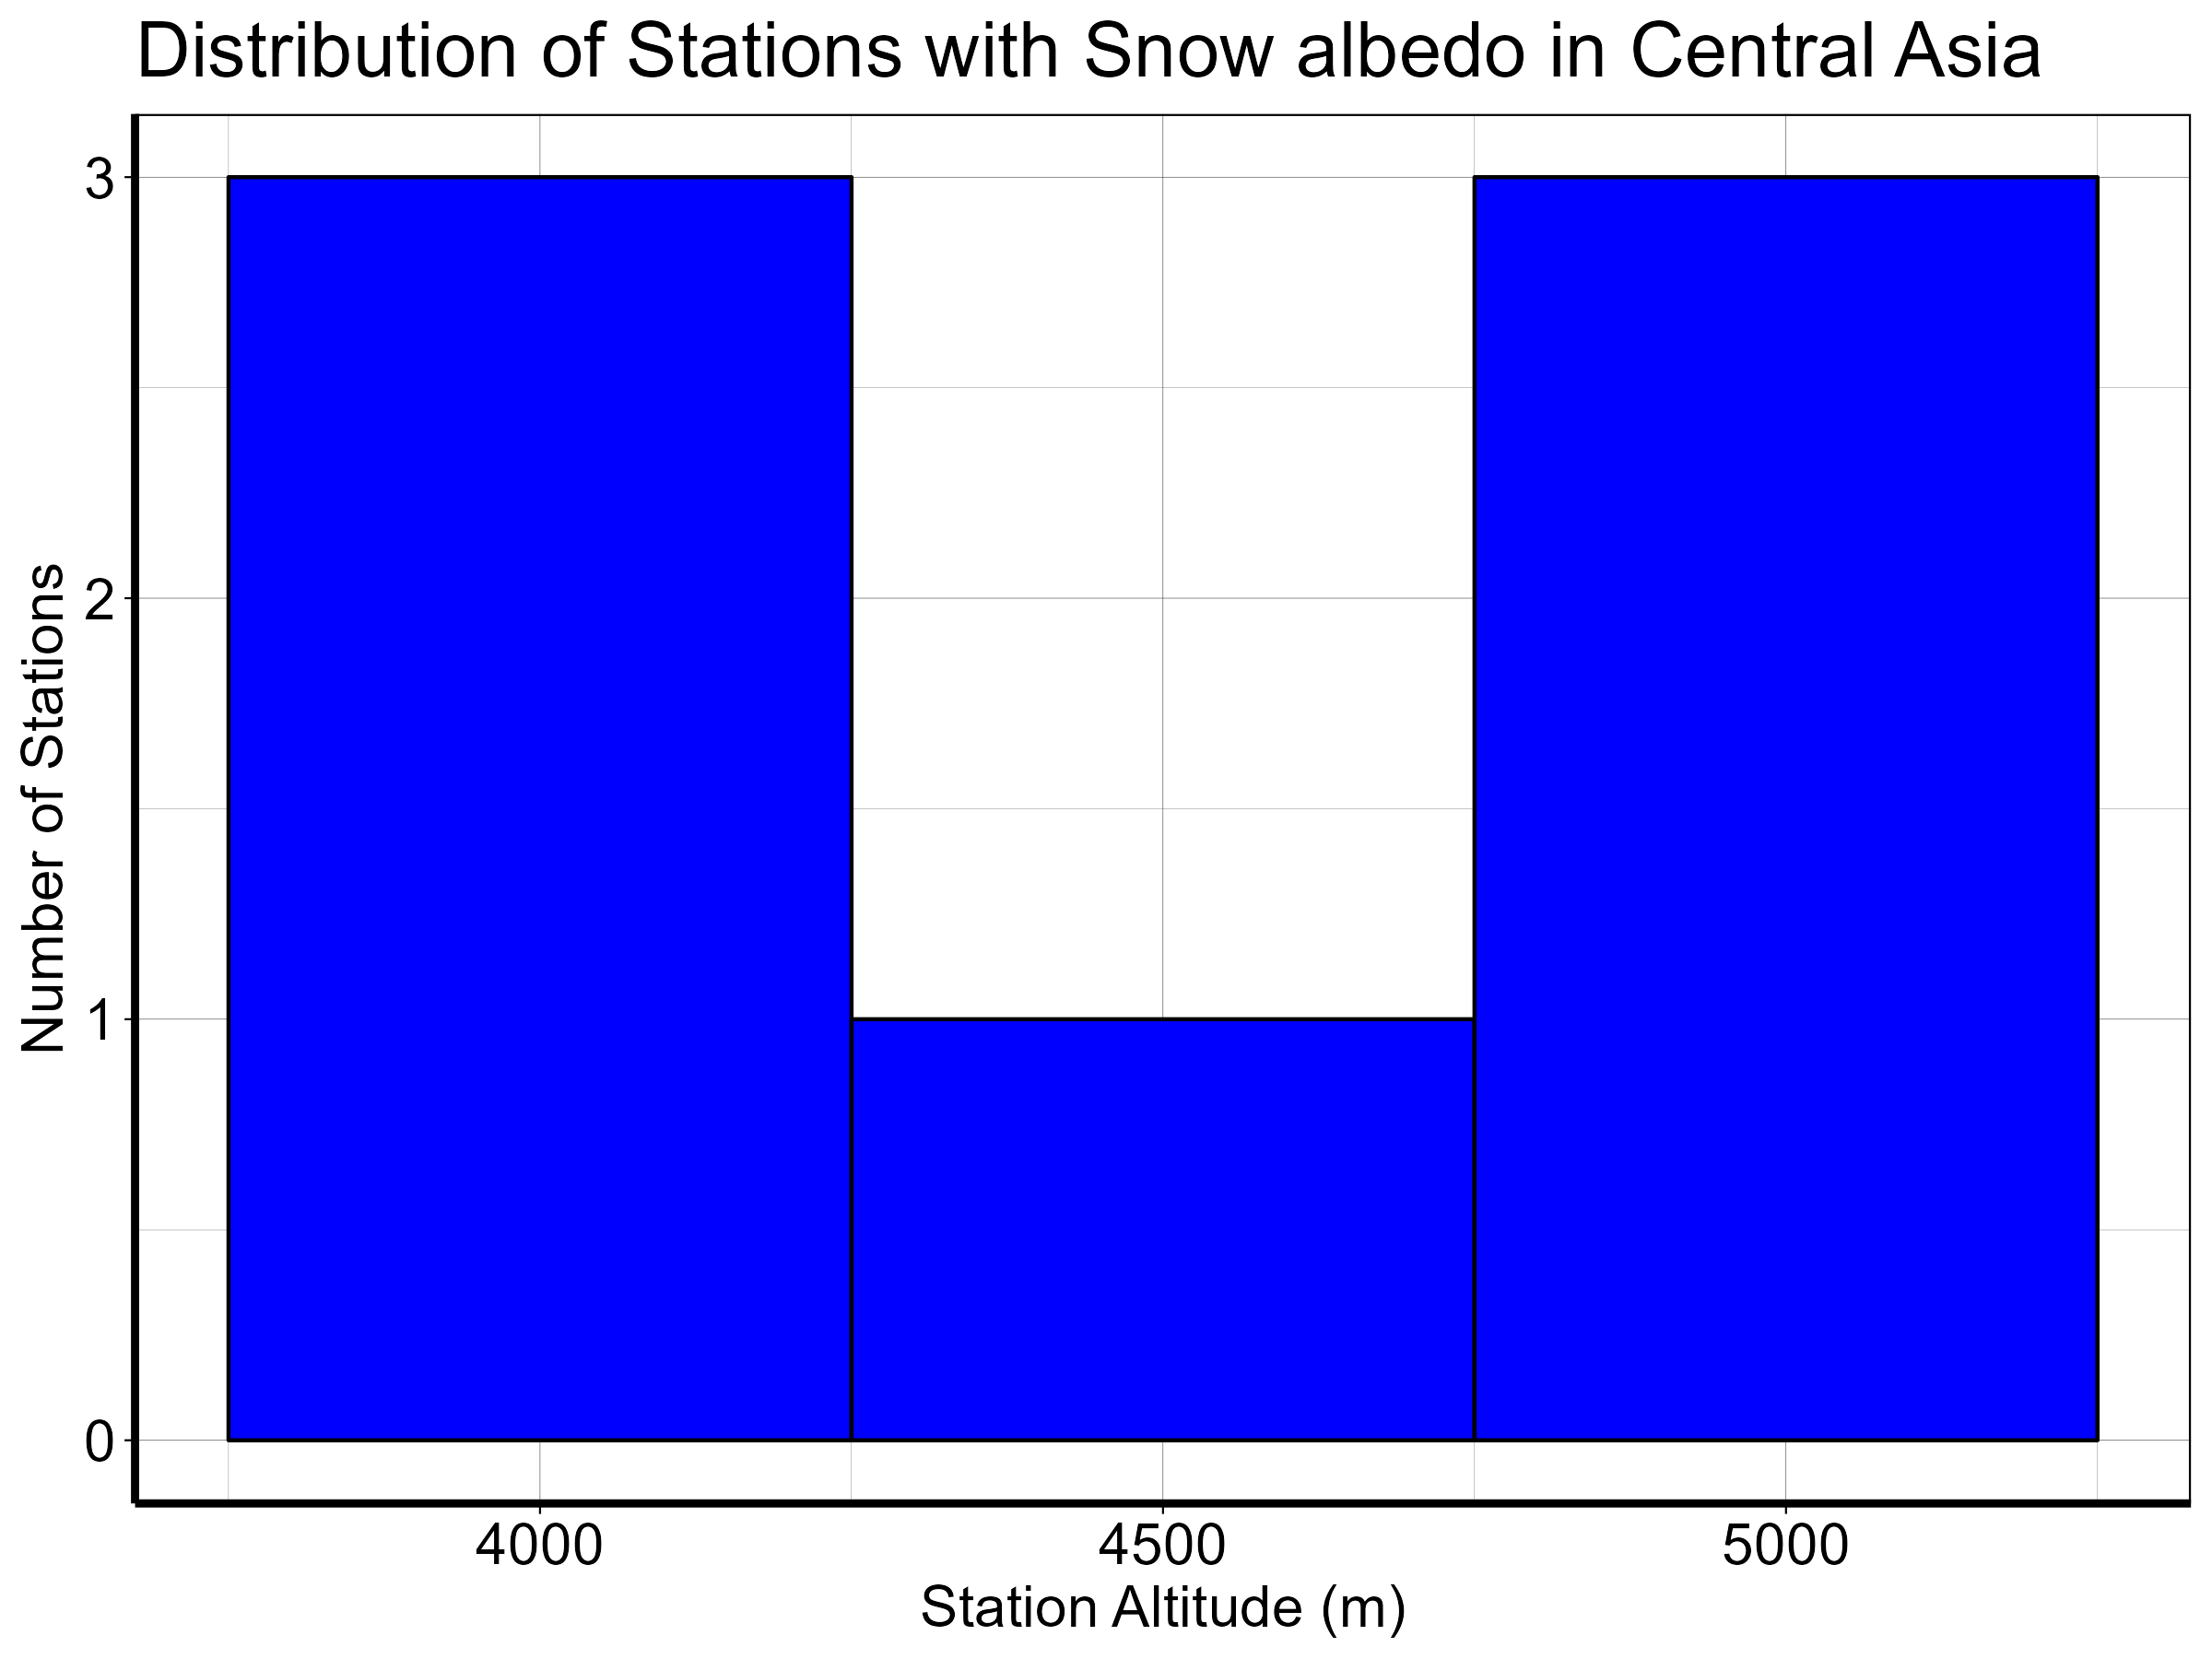 Distribution of Stations with Snow albedo in Central Asia
Number of Stations
3
2
1
0
4000 4500 5000
Station Altitude (m)